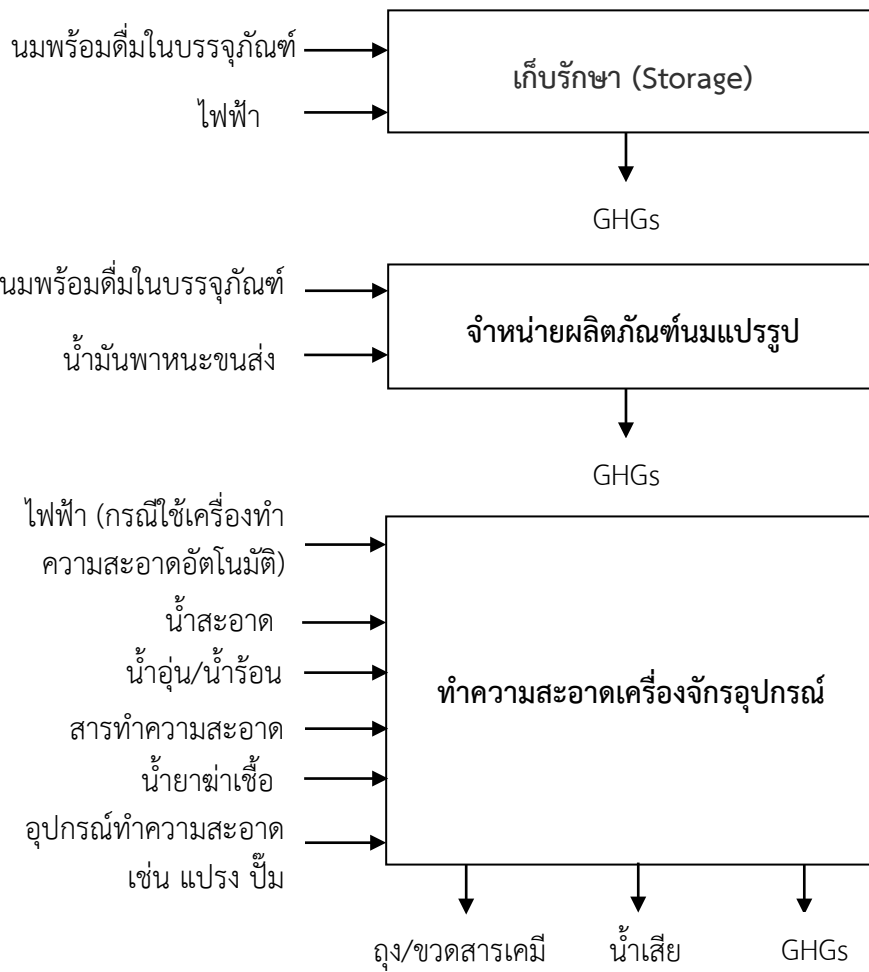 นมพร้อมดื่มในบรรจุภัณฑ์
ไฟฟ้า
เก็บรักษา (Storage)
GHGs
นมพร้อมดื่มในบรรจุภัณฑ์
น้ำมันพาหนะขนส่ง
จำหน่ายผลิตภัณฑ์นมแปรรูป
GHGs
ไฟฟ้า (กรณีใช้เครื่องทำ
ความสะอาดอัตโนมัติ)
น้ำสะอาด
น้ำอุ่น/น้ำร้อน
สารทำความสะอาด
น้ำยาฆ่าเชื้อ
อุปกรณ์ทำความสะอาด
เช่น แปรง ปั๊ม
ทำความสะอาดเครื่องจักรอุปกรณ์
ถุง/ขวดสารเคมี
น้ำเสีย
GHGs